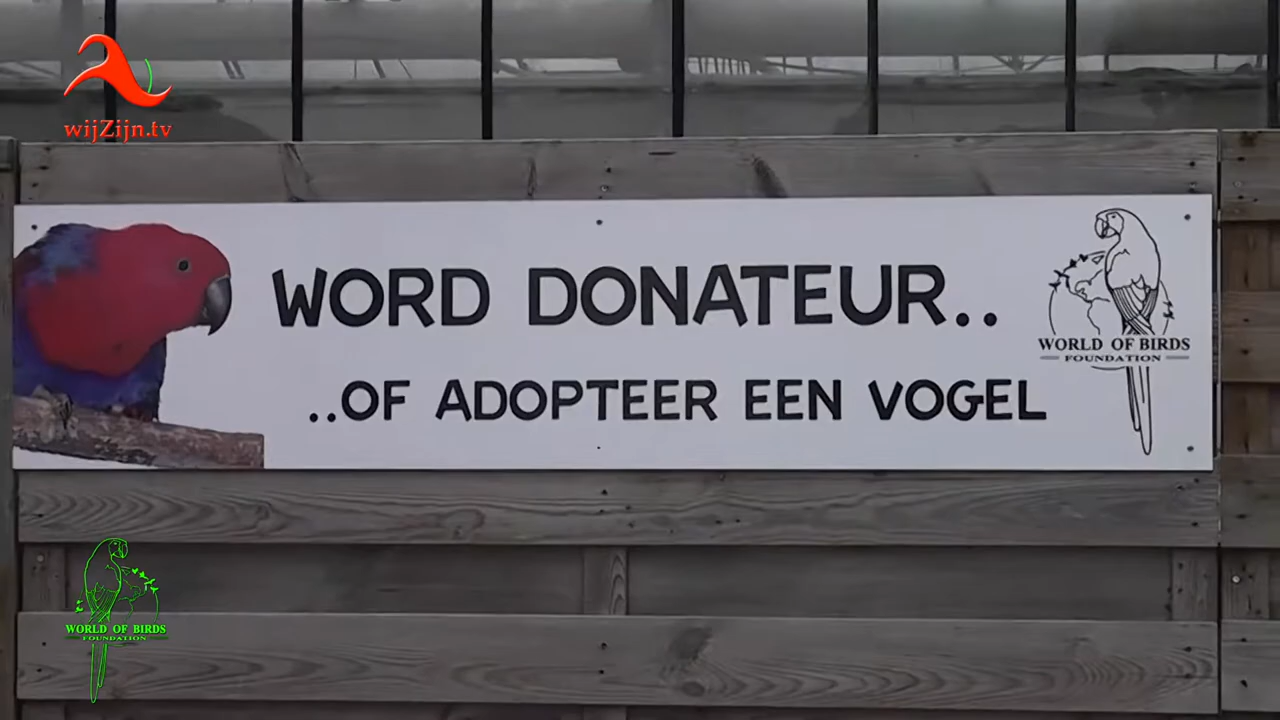 wijZijn.tv
WORD DONATEUR..
..OF ADOPTEER EEN VOGEL
WORLD OF BIRDS
FOUNDATION
WORLD OF BIRDS
FOUNDATION